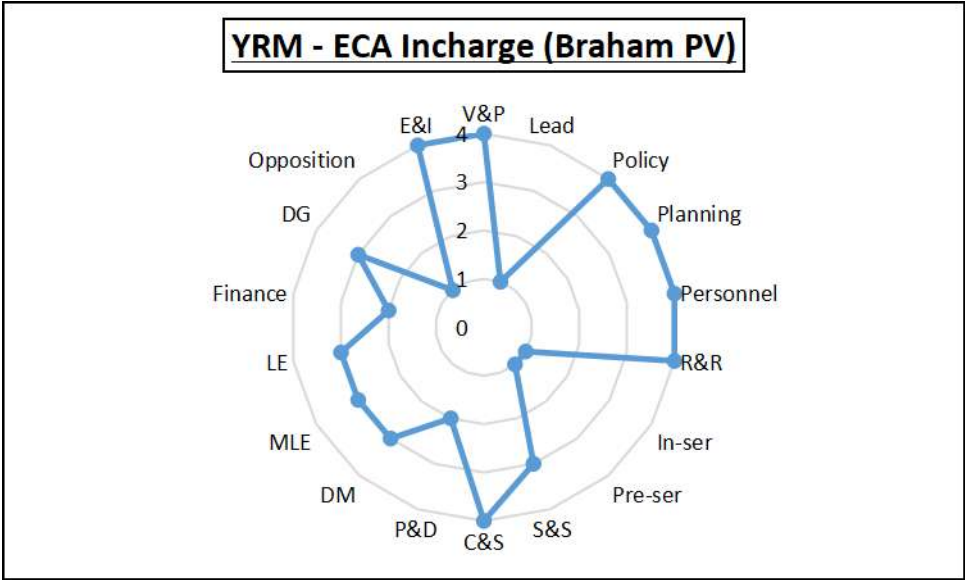 YRM - ECA Incharge (Braham PV)
V&P
Lead
Policy
Planning
Personnel
R&R
In-ser
Pre-ser
S&S
C&S
P&D
DM
MLE
LE
Finance
DG
Opposition
E&I
4
3
2
1
0